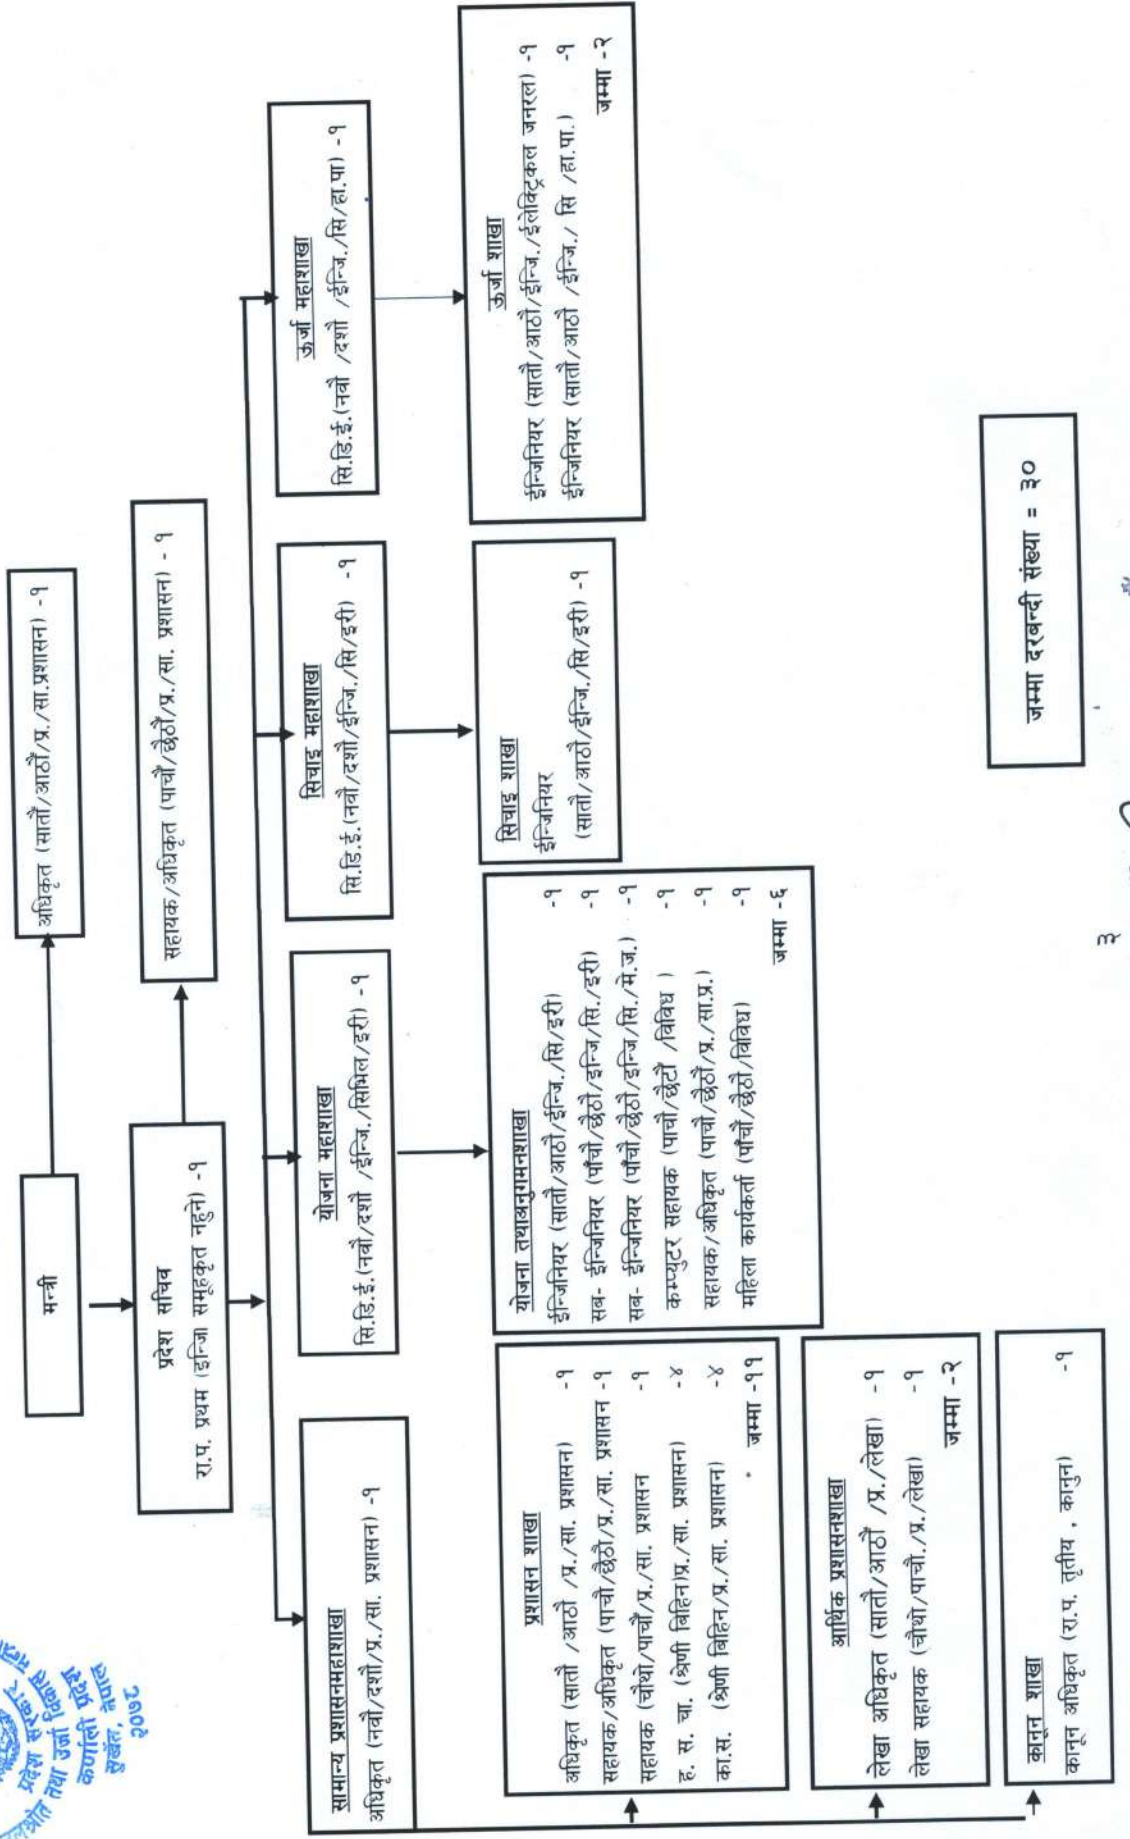 प्रदेश सरकार
तथा उर्जा विकास
कर्णाली प्रदेश
सुर्खेत, नेपाल
२०७४
मन्त्री
अधिकृत (सातौं/आठौं/प्र./सा.प्रशासन) -१
प्रदेश सचिव
रा.प. प्रथम (इन्जि समुहकृत नहुने) -१
सहायक/अधिकृत (पाचौं/छैठौं/प्र./सा. प्रशासन) - १
सामान्य प्रशासनमहाशाखा
अधिकृत (नवौं/दशौं/प्र./सा. प्रशासन) -१
योजना महाशाखा
सि.डि.ई.(नवौं/दशौं /ईन्जि./सिभिल/इरी) -१
सिचाइ महाशाखा
सि.डि.ई.(नवौं/दशौं/ईन्जि./सि/इरी) -१
ऊर्जा महाशाखा
सि.डि.ई.(नवौं /दशौं /ईन्जि./सि/हा.पा) -१
प्रशासन शाखा
अधिकृत (सातौं /आठौं /प्र./सा. प्रशासन) -१
सहायक/अधिकृत (पाचौं/छैठौं/प्र./सा. प्रशासन -१
सहायक (चौथो/पाचौं/प्र./सा. प्रशासन -१
ह. स. चा. (श्रेणी बिहिन)प्र./सा. प्रशासन) -४
का.स. (श्रेणी बिहिन/प्र./सा. प्रशासन) -४
जम्मा -११
योजना तथाअनुगमनशाखा
ईन्जिनियर (सातौं/आठौं/ईन्जि./सि/इरी) -१
सब- ईन्जिनियर (पाँचौं/छैठौं/इन्जि/सि./इरी) -१
सब- ईन्जिनियर (पाँचौं/छैठौं/इन्जि/सि./मे.ज.) -१
कम्प्युटर सहायक (पाचौं/छैटौं /विविध ) -१
सहायक/अधिकृत (पाचौं/छैठौं/प्र./सा.प्र.) -१
महिला कार्यकर्ता (पाँचौं/छैठौं/विविध) -१
जम्मा -६
सिचाइ शाखा
ईन्जिनियर
(सातौं/आठौं/ईन्जि./सि/इरी) -१
ऊर्जा शाखा
ईन्जिनियर (सातौं/आठौं/ईन्जि./ईलेक्ट्रिकल जनरल) -१
ईन्जिनियर (सातौं/आठौं /ईन्जि./ सि /हा.पा.) -१
जम्मा -२
आर्थिक प्रशासनशाखा
लेखा अधिकृत (सातौं/आठौं /प्र./लेखा) -१
लेखा सहायक (चौथो/पाचौं./प्र./लेखा) -१
जम्मा -२
कानून शाखा
कानून अधिकृत (रा.प. तृतीय , कानुन) -१
जम्मा दरबन्दी संख्या = ३०
३